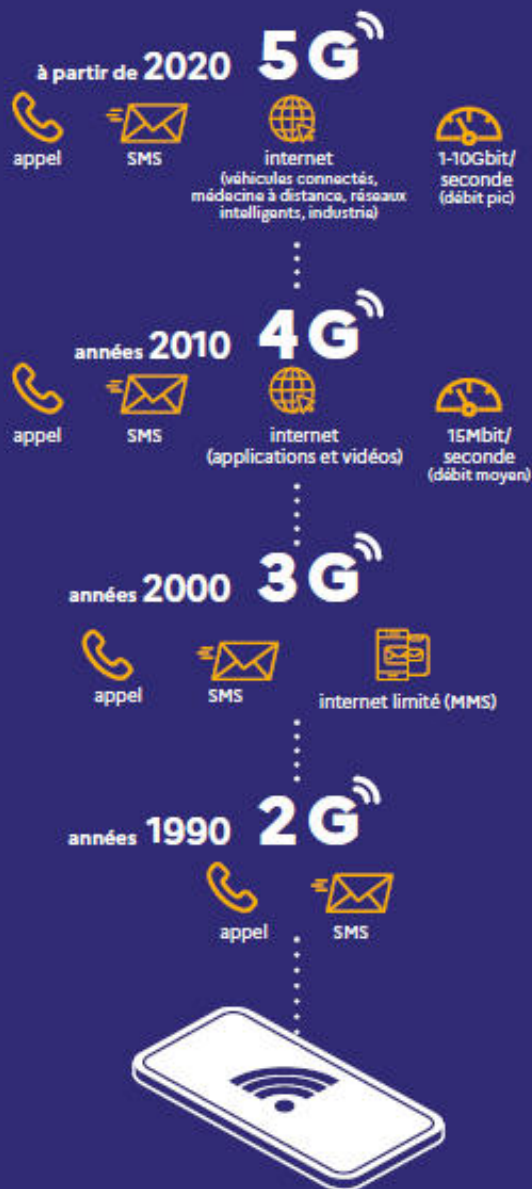 à partir de 2020 5G
appel
SMS
internet
(véhicules connectés,
médecine à distance, réseaux
intelligents, industrie)
1-10Gbit/
seconde
(débit pic)
années 2010 4G
appel
SMS
internet
(applications et vidéos)
15Mbit/
seconde
(débit moyen)
années 2000 3G
appel
SMS
internet limité (MMS)
années 1990 2G
appel
SMS